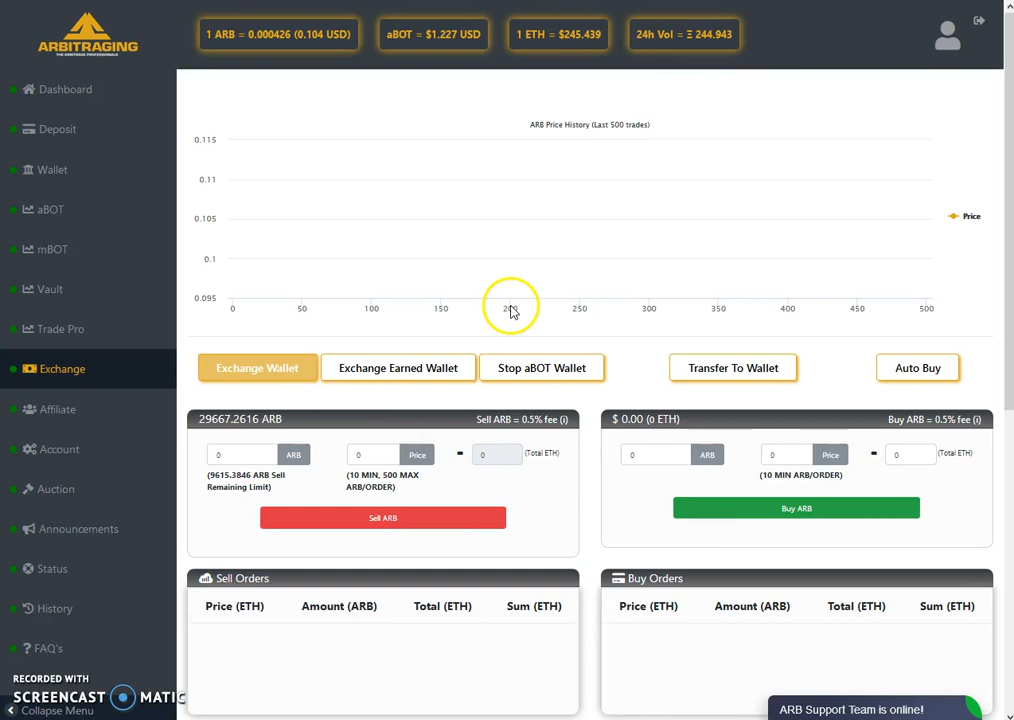 ARBITRAGING
THE ARBITRAGE PROFESSIONALS
1 ARB = 0.000426 (0.104 USD)
aBOT = $1.227 USD
1 ETH = $245.439
24h Vol = Ξ 244.943
Dashboard
Deposit
Wallet
aBOT
mBOT
Vault
Trade Pro
Exchange
Affiliate
Account
Auction
Announcements
Status
History
FAQ's
RECORDED WITH
SCREENCAST MATIC
Collapse Menu
ARB Price History (Last 500 trades)
0.115
0.11
0.105
0.1
0.095
0 50 100 150 200 250 300 350 400 450 500
Price
Exchange Wallet
Exchange Earned Wallet
Stop aBOT Wallet
Transfer To Wallet
Auto Buy
29667.2616 ARB
Sell ARB = 0.5% fee (i)
0 ARB
0 Price
= 0 (Total ETH)
(9615.3846 ARB Sell
Remaining Limit)
(10 MIN, 500 MAX
ARB/ORDER)
Sell ARB
$ 0.00 (0 ETH)
Buy ARB = 0.5% fee (i)
0 ARB
0 Price
= 0 (Total ETH)
(10 MIN ARB/ORDER)
Buy ARB
Sell Orders
Price (ETH) Amount (ARB) Total (ETH) Sum (ETH)
Buy Orders
Price (ETH) Amount (ARB) Total (ETH) Sum (ETH)
ARB Support Team is online!